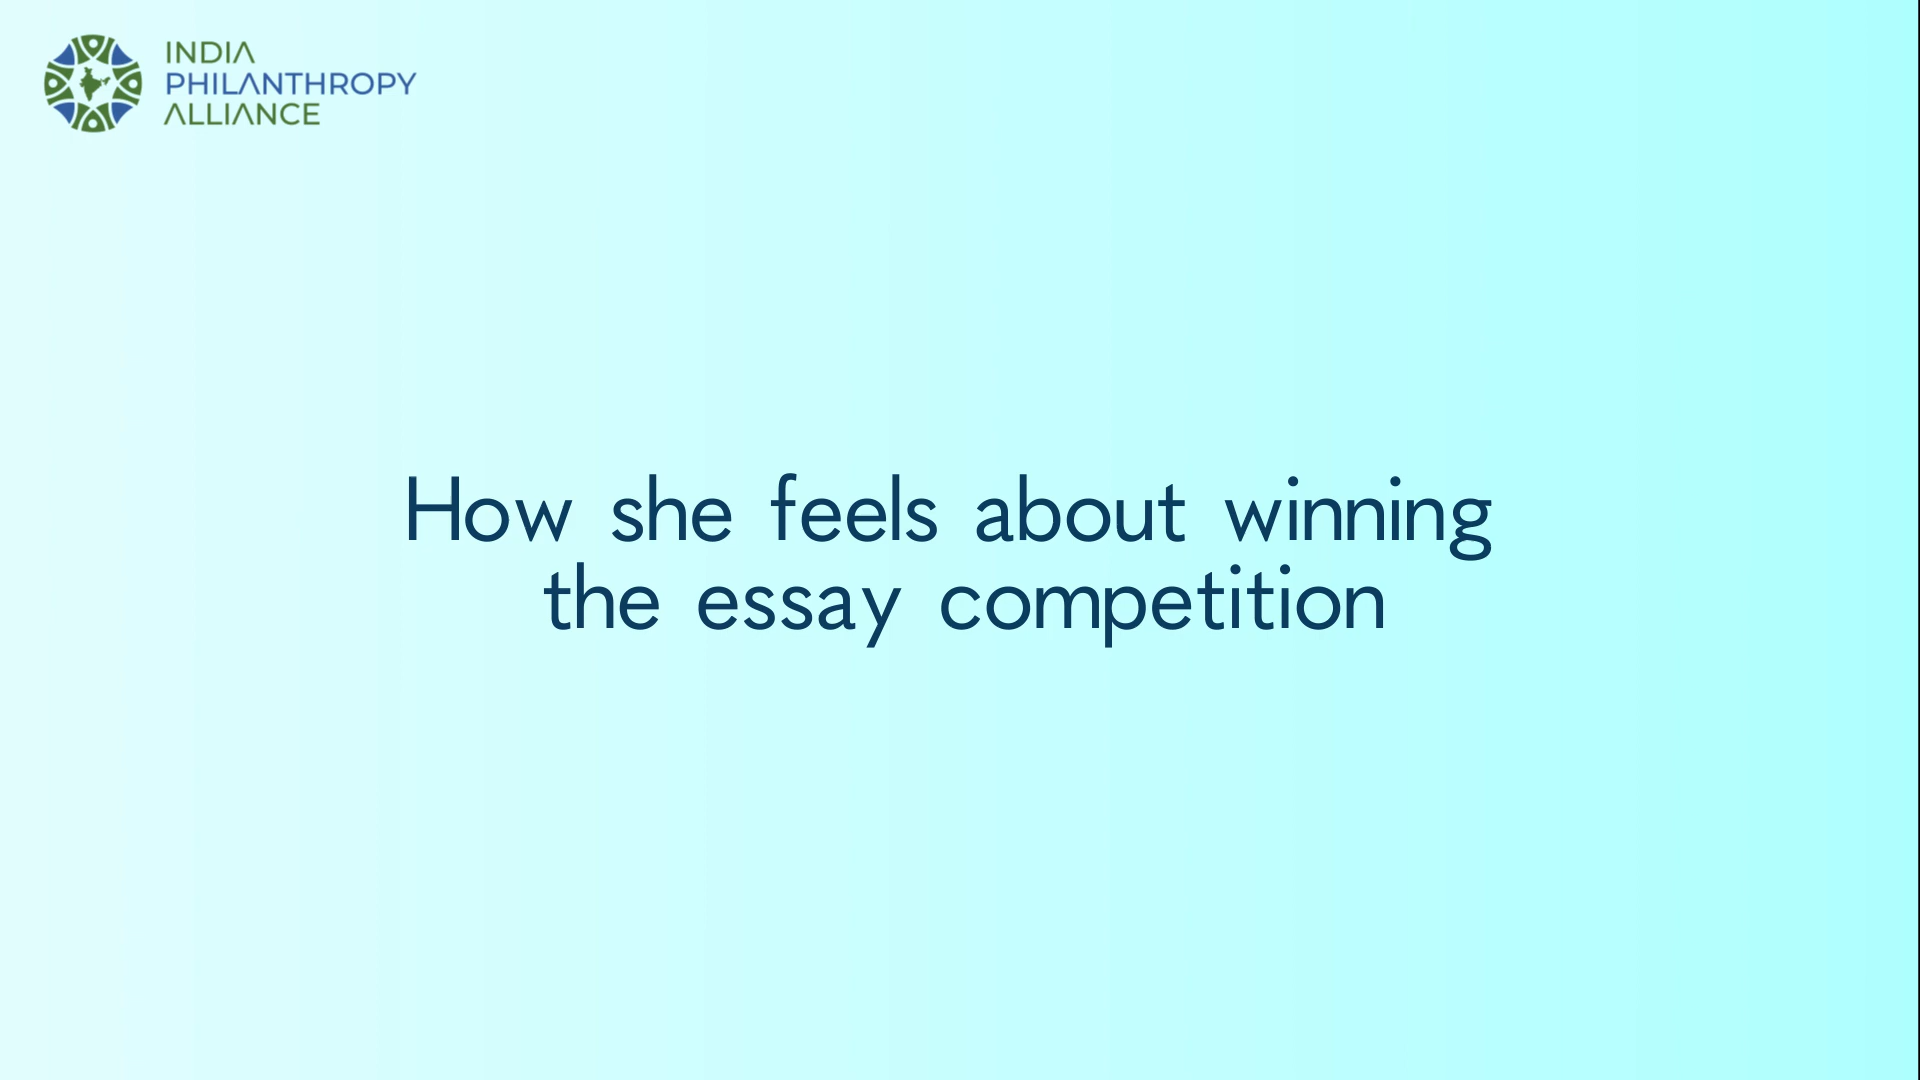 INDIA
PHILANTHROPY
ALLIANCE
How she feels about winning
the essay competition